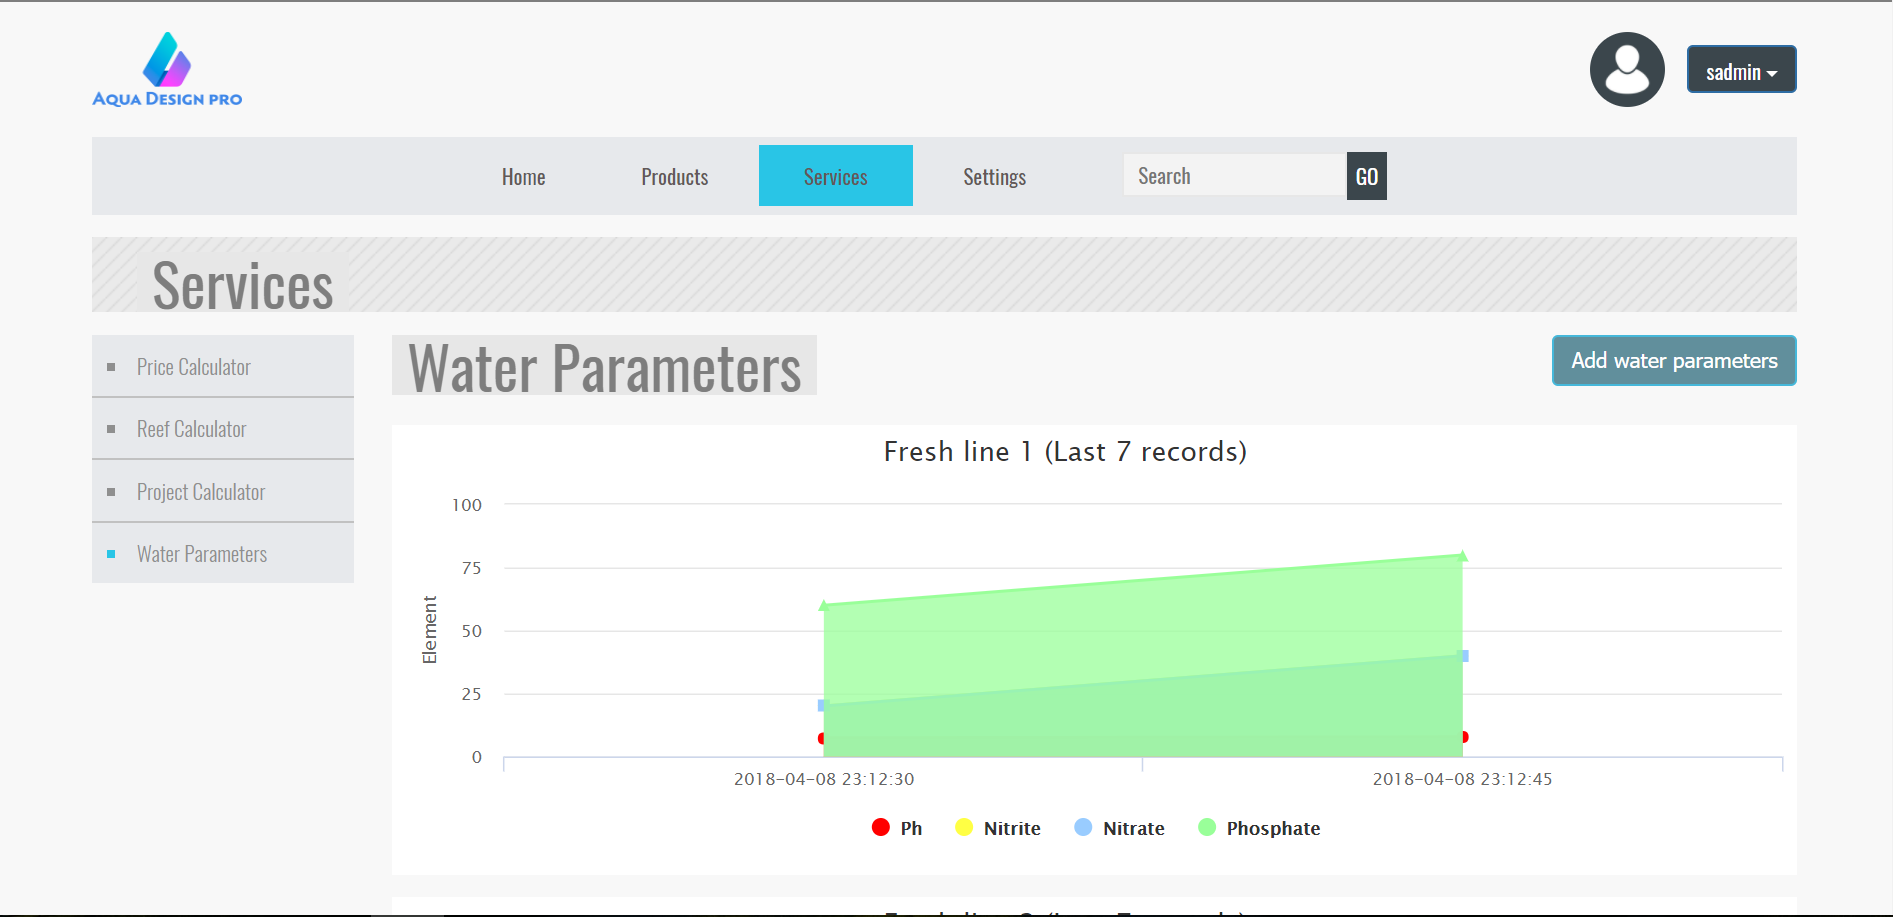 AQUA DESIGN PRO
sadmin
Home Products Services Settings Search GO
Services
Price Calculator
Reef Calculator
Project Calculator
Water Parameters
Water Parameters
Add water parameters
Fresh line 1 (Last 7 records)
100
75
50
25
0
Element
2018-04-08 23:12:30 2018-04-08 23:12:45
Ph Nitrite Nitrate Phosphate